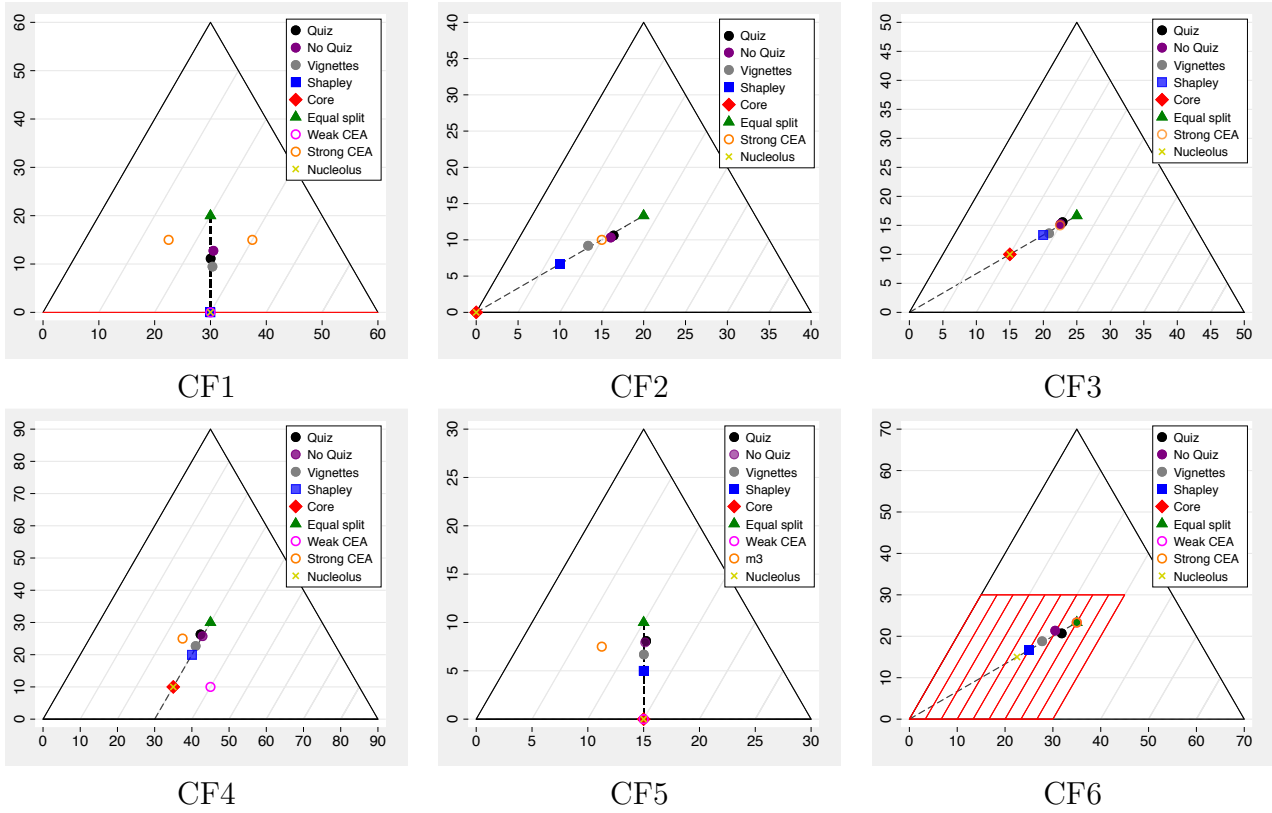 60
50
40
30
20
10
0
0 10 20 30 40 50 60
Quiz
No Quiz
Vignettes
Shapley
Core
Equal split
Weak CEA
Strong CEA
Nucleolus
CF1
40
35
30
25
20
15
10
5
0
0 5 10 15 20 25 30 35 40
Quiz
No Quiz
Vignettes
Shapley
Core
Equal split
Strong CEA
Nucleolus
CF2
50
45
40
35
30
25
20
15
10
5
0
0 5 10 15 20 25 30 35 40 45 50
Quiz
No Quiz
Vignettes
Shapley
Core
Equal split
Strong CEA
Nucleolus
CF3
90
80
70
60
50
40
30
20
10
0
0 10 20 30 40 50 60 70 80 90
Quiz
No Quiz
Vignettes
Shapley
Core
Equal split
Weak CEA
Strong CEA
Nucleolus
CF4
30
25
20
15
10
5
0
0 5 10 15 20 25 30
Quiz
No Quiz
Vignettes
Shapley
Core
Equal split
Weak CEA
m3
Nucleolus
CF5
70
60
50
40
30
20
10
0
0 10 20 30 40 50 60 70
Quiz
No Quiz
Vignettes
Shapley
Core
Equal split
Weak CEA
Strong CEA
Nucleolus
CF6